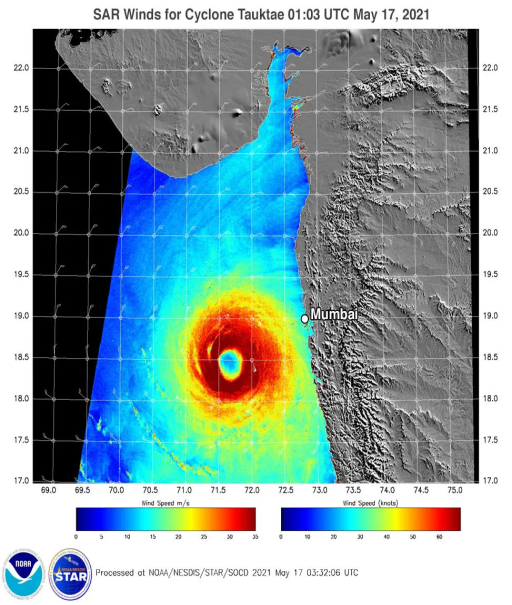 SAR Winds for Cyclone Tauktae 01:03 UTC May 17, 2021
22.0 22.0
21.5 21.5
21.0 21.0
20.5 20.5
20.0 20.0
19.5 19.5
19.0 Mumbai 19.0
18.5 18.5
18.0 18.0
17.5 17.5
17.0 17.0
69.0 69.5 70.0 70.5 71.0 71.5 72.0 72.5 73.0 73.5 74.0 74.5 75.0
Wind Speed m/s Wind Speed (knots)
0 5 10 15 20 25 30 35 0 10 20 30 40 50 60
NOAA
NOAA/NESDIS
STAR
Processed at NOAA/NESDIS/STAR/SOCD 2021 May 17 03:32:06 UTC